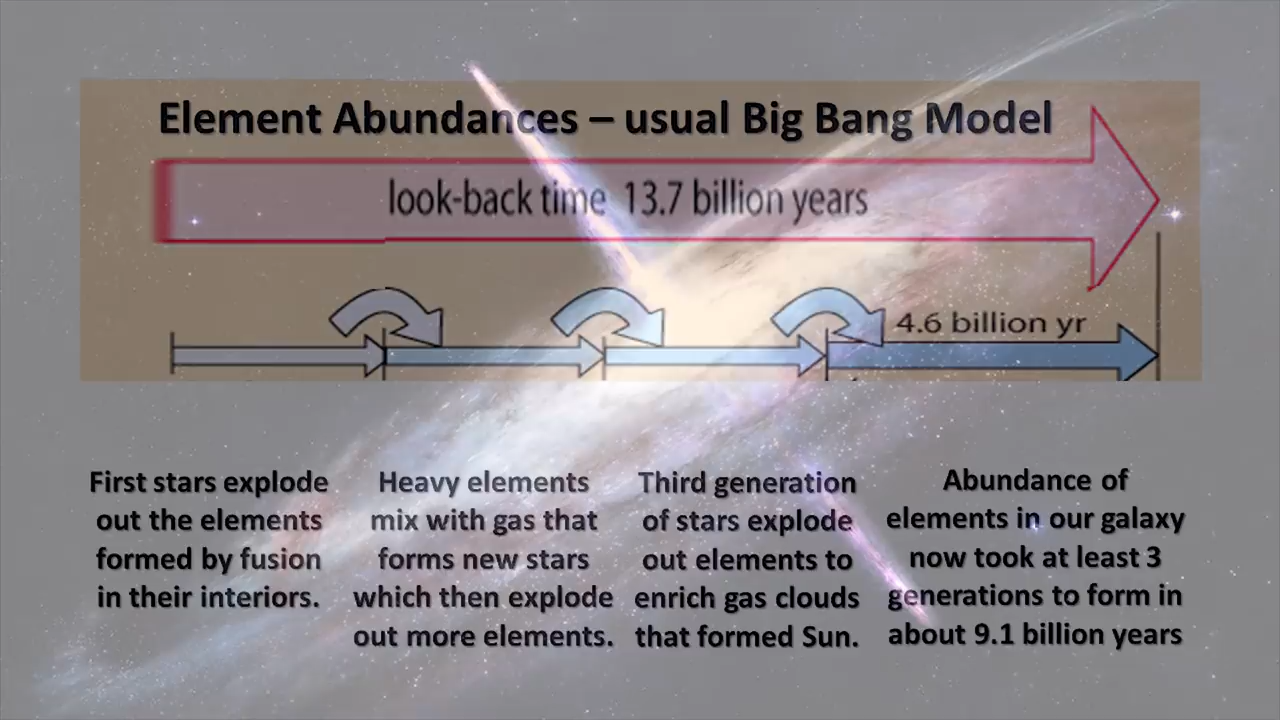 Element Abundances – usual Big Bang Model
look-back time 13.7 billion years
4.6 billion yr
First stars explode
out the elements
formed by fusion
in their interiors.
Heavy elements
mix with gas that
forms new stars
which then explode
out more elements.
Third generation
of stars explode
out elements to
enrich gas clouds
that formed Sun.
Abundance of
elements in our galaxy
now took at least 3
generations to form in
about 9.1 billion years